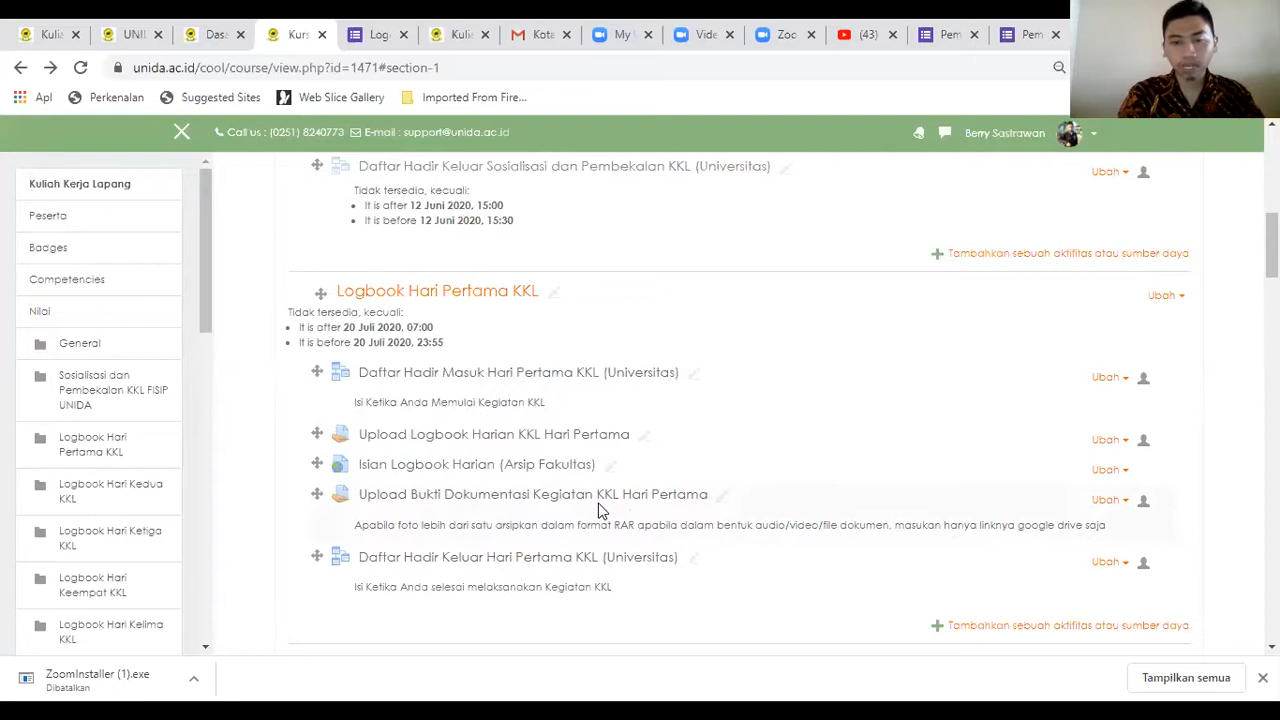 Kulie
UNII
Dasa
Kurs
Log
Kulie
Kota
My
Vide
Zoo
(43)
Pem
Pem
unida.ac.id/cool/course/view.php?id=1471#section-1
Apl
Perkenalan
Suggested Sites
Web Slice Gallery
Imported From Fire...
Call us : (0251) 8240773
E-mail : support@unida.ac.id
Berry Sastrawan
Kuliah Kerja Lapang
Peserta
Badges
Competencies
Nilai
General
Sosialisasi dan
Pembekalan KKL FISIP
UNIDA
Logbook Hari
Pertama KKL
Logbook Hari Kedua
KKL
Logbook Hari Ketiga
KKL
Logbook Hari
Keempat KKL
Logbook Hari Kelima
KKL
Daftar Hadir Keluar Sosialisasi dan Pembekalan KKL (Universitas)
Ubah
Tidak tersedia, kecuali:
It is after 12 Juni 2020, 15:00
It is before 12 Juni 2020, 15:30
Tambahkan sebuah aktifitas atau sumber daya
Logbook Hari Pertama KKL
Ubah
Tidak tersedia, kecuali:
It is after 20 Juli 2020, 07:00
It is before 20 Juli 2020, 23:55
Daftar Hadir Masuk Hari Pertama KKL (Universitas)
Ubah
Isi Ketika Anda Memulai Kegiatan KKL
Upload Logbook Harian KKL Hari Pertama
Ubah
Isian Logbook Harian (Arsip Fakultas)
Ubah
Upload Bukti Dokumentasi Kegiatan KKL Hari Pertama
Ubah
Apabila foto lebih dari satu arsipkan dalam format RAR apabila dalam bentuk audio/video/file dokumen, masukan hanya linknya google drive saja
Daftar Hadir Keluar Hari Pertama KKL (Universitas)
Ubah
Isi Ketika Anda selesai melaksanakan Kegiatan KKL
Tambahkan sebuah aktifitas atau sumber daya
ZoomInstaller (1).exe
Dibatalkan
Tampilkan semua